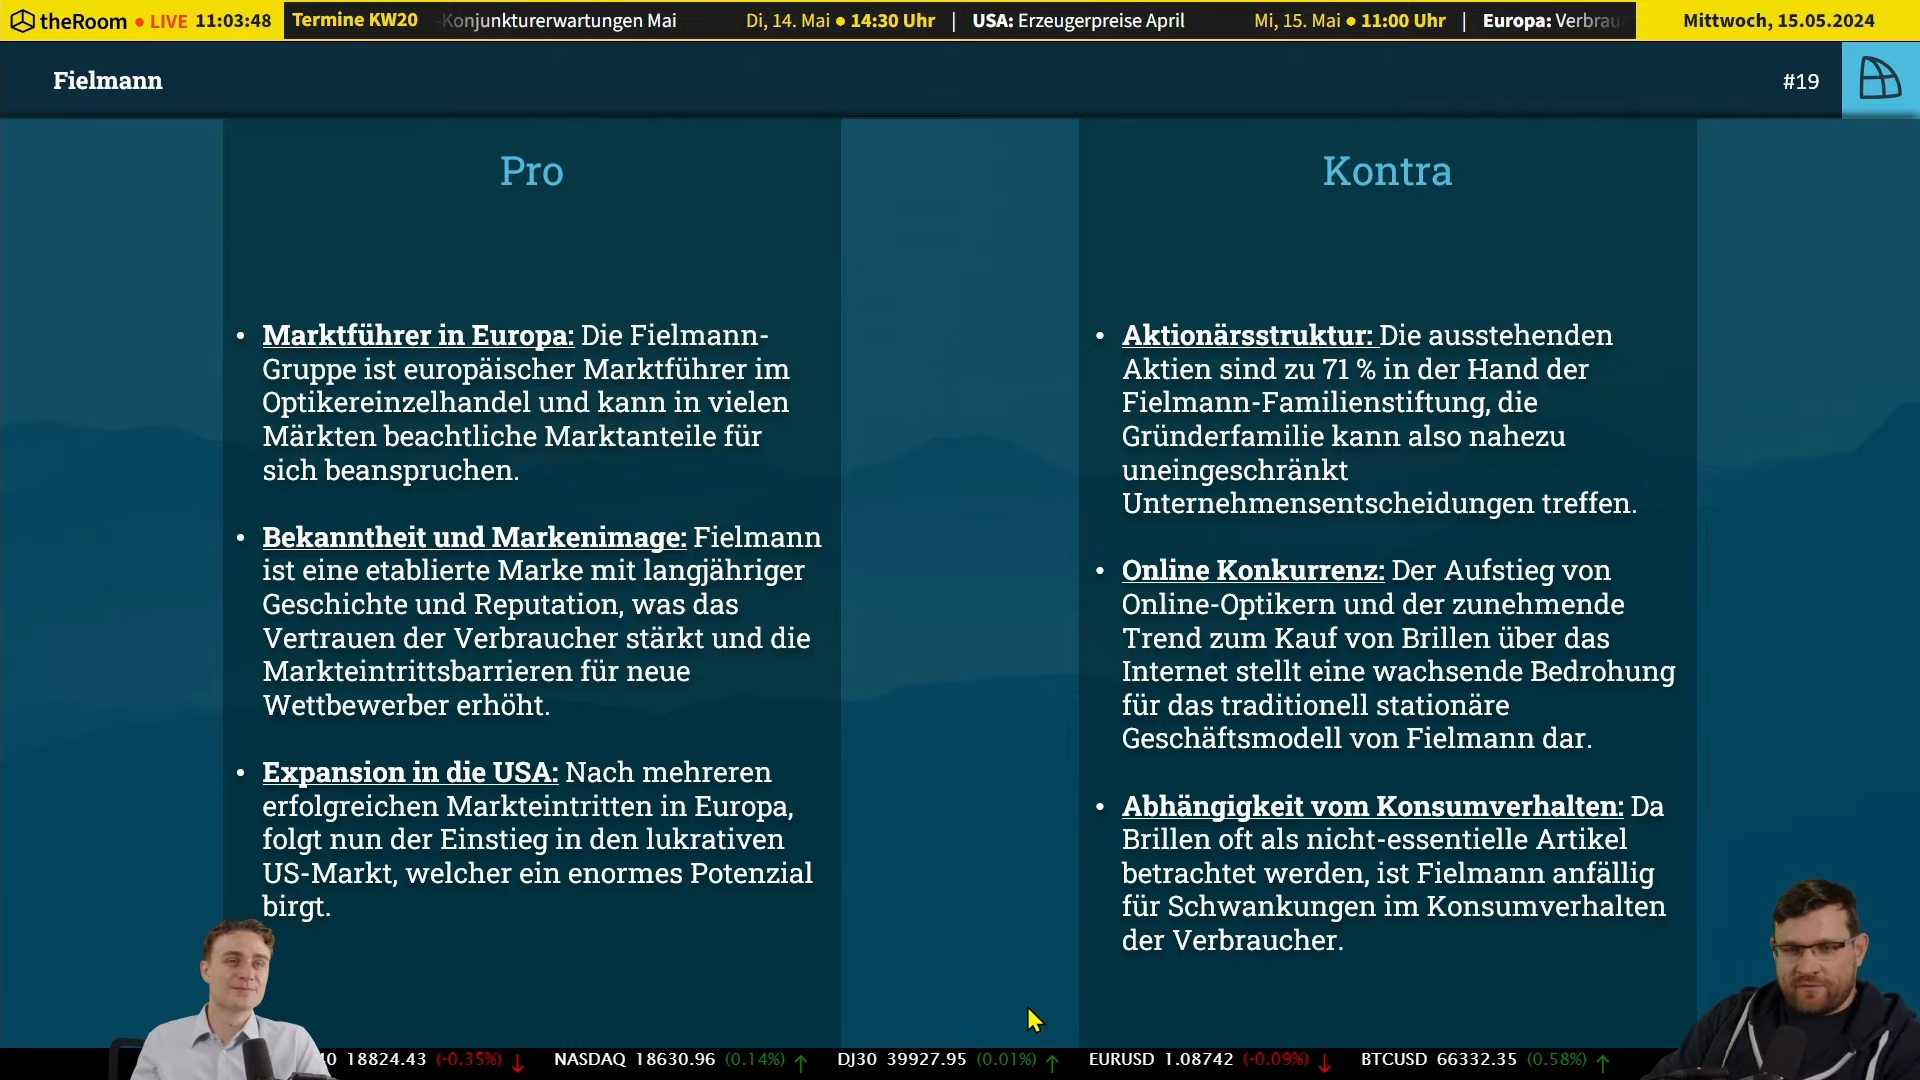 theRoom • LIVE 11:03:48
Termine KW20
-Konjunkturerwartungen Mai Di, 14. Mai • 14:30 Uhr | USA: Erzeugerpreise April Mi, 15. Mai • 11:00 Uhr | Europa: Verbrau
Mittwoch, 15.05.2024
Fielmann
#19
Pro
• Marktführer in Europa: Die Fielmann-
Gruppe ist europäischer Marktführer im
Optikereinzelhandel und kann in vielen
Märkten beachtliche Marktanteile für
sich beanspruchen.
• Bekanntheit und Markenimage: Fielmann
ist eine etablierte Marke mit langjähriger
Geschichte und Reputation, was das
Vertrauen der Verbraucher stärkt und die
Markteintrittsbarrieren für neue
Wettbewerber erhöht.
• Expansion in die USA: Nach mehreren
erfolgreichen Markteintritten in Europa,
folgt nun der Einstieg in den lukrativen
US-Markt, welcher ein enormes Potenzial
birgt.
Kontra
• Aktionärsstruktur: Die ausstehenden
Aktien sind zu 71 % in der Hand der
Fielmann-Familienstiftung, die
Gründerfamilie kann also nahezu
uneingeschränkt
Unternehmensentscheidungen treffen.
• Online Konkurrenz: Der Aufstieg von
Online-Optikern und der zunehmende
Trend zum Kauf von Brillen über das
Internet stellt eine wachsende Bedrohung
für das traditionell stationäre
Geschäftsmodell von Fielmann dar.
• Abhängigkeit vom Konsumverhalten: Da
Brillen oft als nicht-essentielle Artikel
betrachtet werden, ist Fielmann anfällig
für Schwankungen im Konsumverhalten
der Verbraucher.
18824.43 (-0.35%) ↓ NASDAQ 18630.96 (0.14%) ↑ DJ30 39927.95 (0.01%) ↑ EURUSD 1.08742 (-0.09%) ↓ BTCUSD 66332.35 (0.58%) ↑